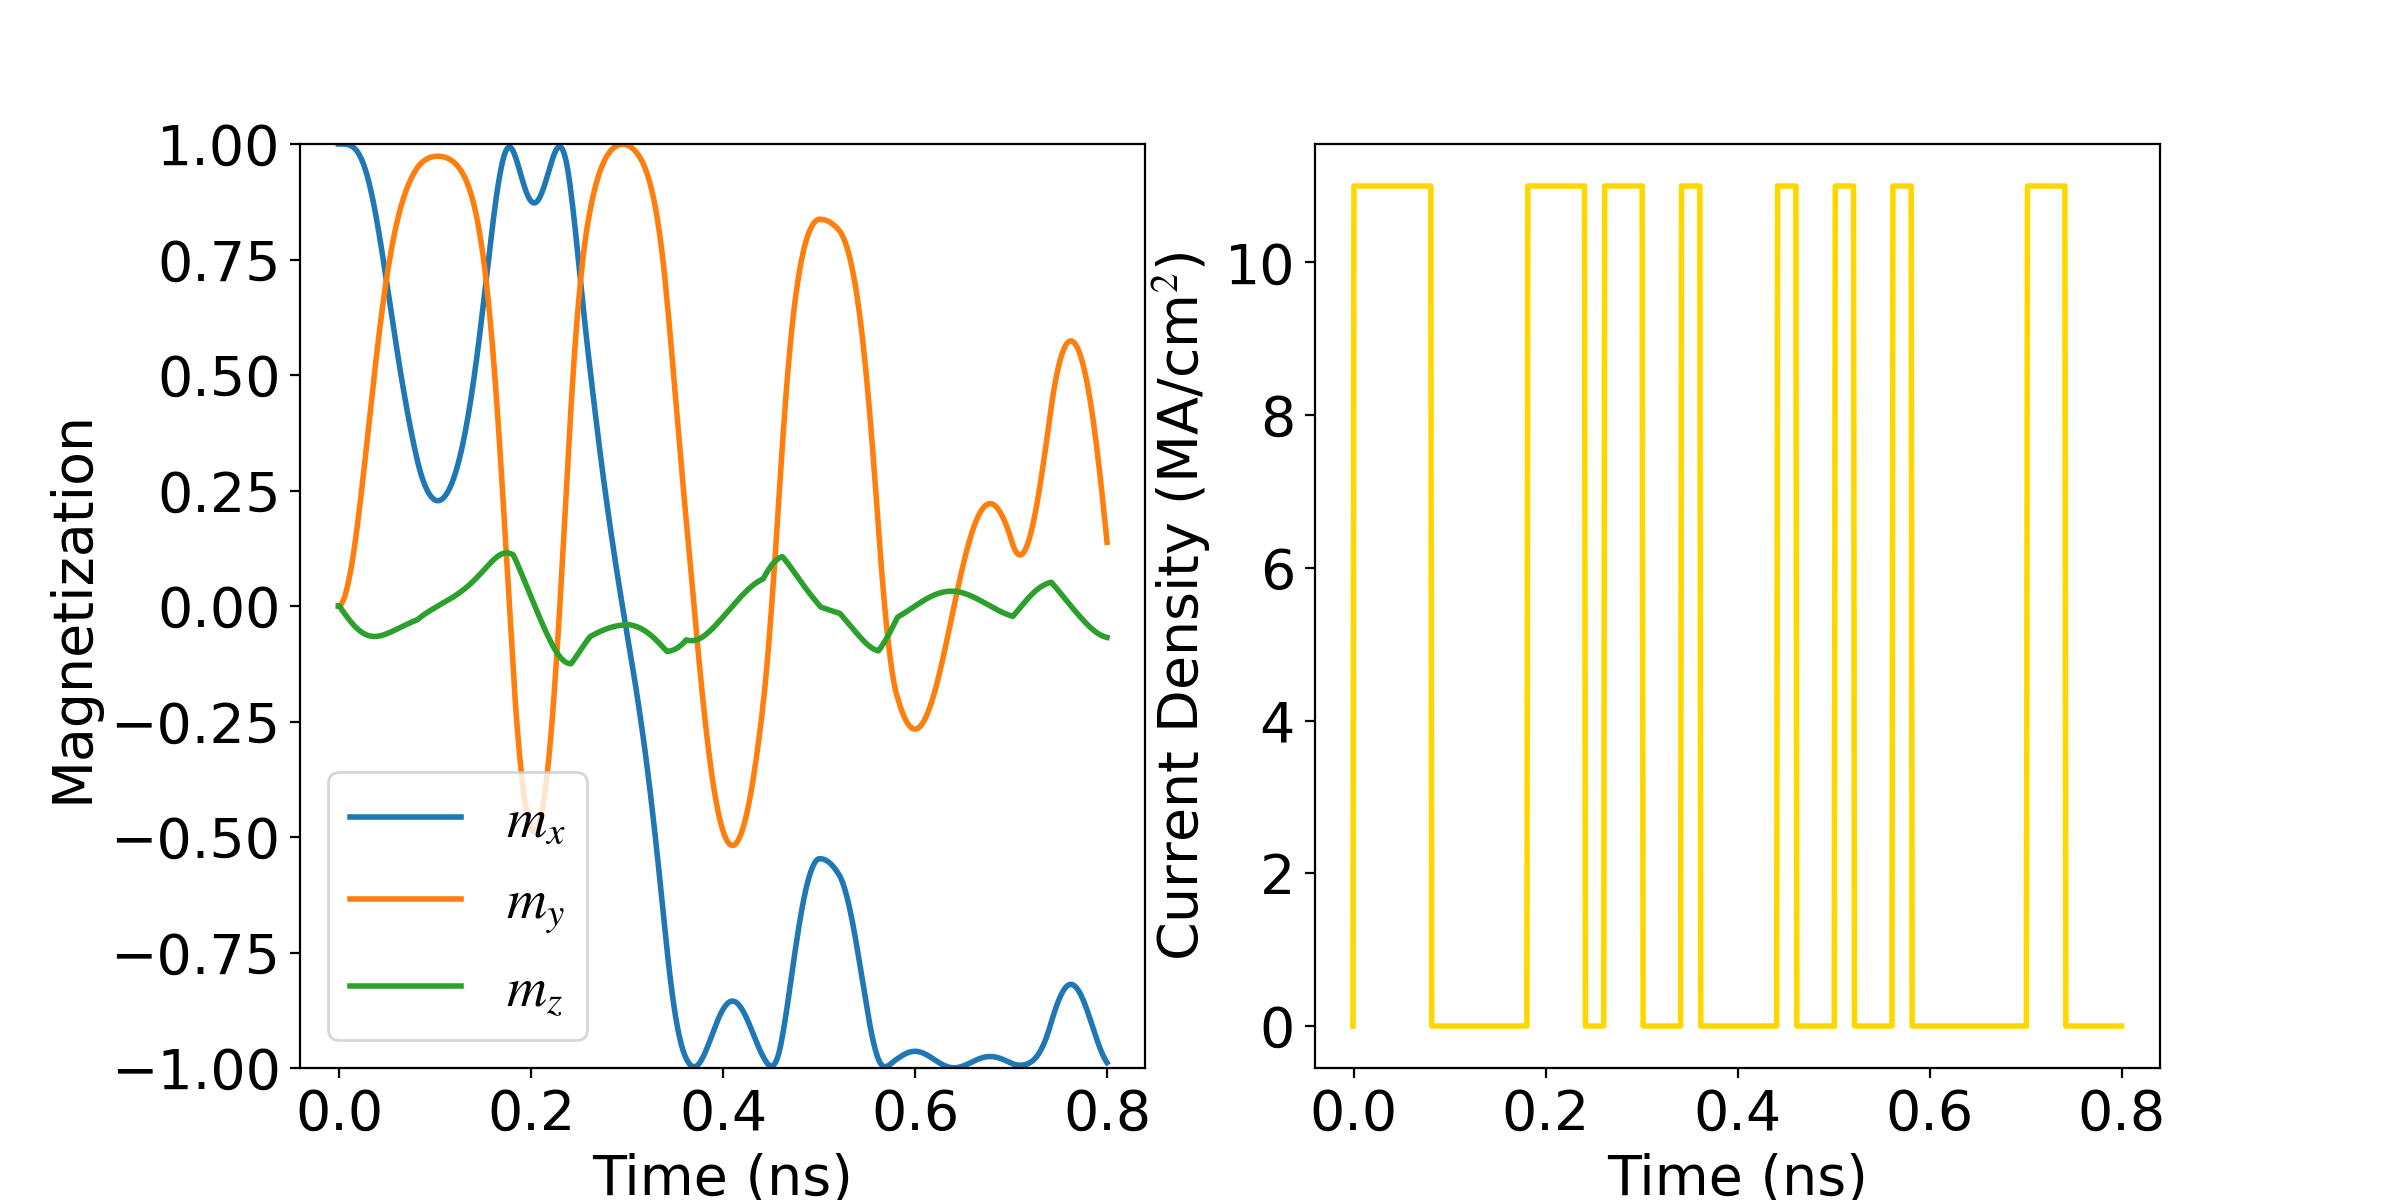 Magnetization
1.00
0.75
0.50
0.25
0.00
−0.25
−0.50
−0.75
−1.00
m_x
m_y
m_z
0.0 0.2 0.4 0.6 0.8
Time (ns)
Current Density (MA/cm²)
10
8
6
4
2
0
0.0 0.2 0.4 0.6 0.8
Time (ns)